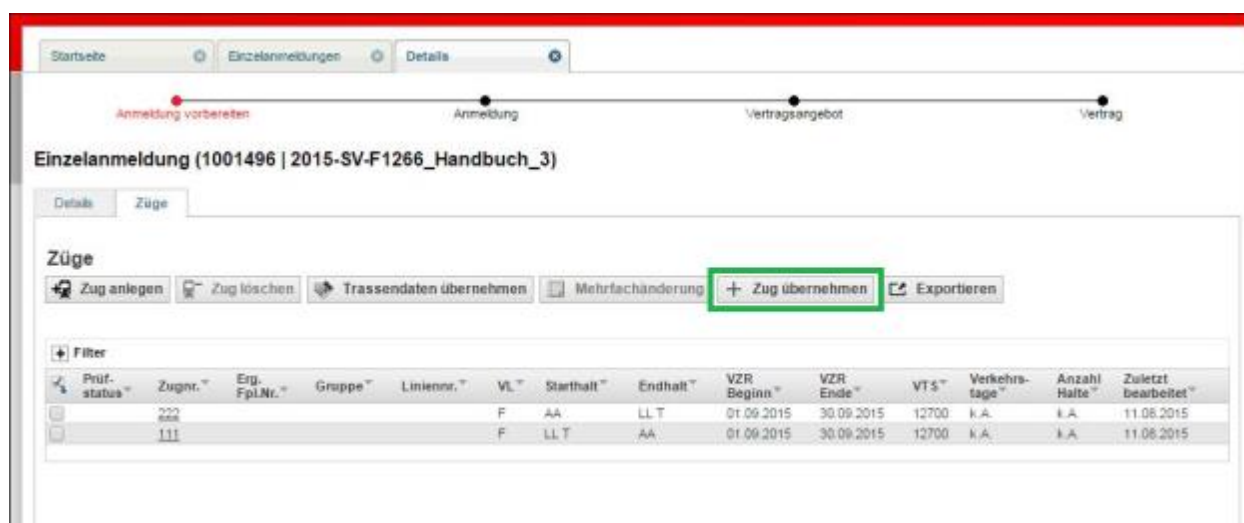 Startseite Einzelanmeldungen Details
Anmeldung vorbereiten Anmeldung Vertragsangebot Vertrag
Einzelanmeldung (1001496 | 2015-SV-F1266_Handbuch_3)
Details Züge
Züge
Zug anlegen Zug löschen Trassendaten übernehmen Mehrfachänderung + Zug übernehmen Exportieren
+ Filter
Prüf- Erg. VZR VZR Verkehrs- Anzahl Zuletzt
status Zugnr. Fpl.Nr. Gruppe Liniennr. VL Starthalt Endhalt Beginn Ende VTS tage Halte bearbeitet
222 F AA LL T 01.09.2015 30.09.2015 12700 k.A. k.A. 11.08.2015
111 F LL T AA 01.09.2015 30.09.2015 12700 k.A. k.A. 11.08.2015